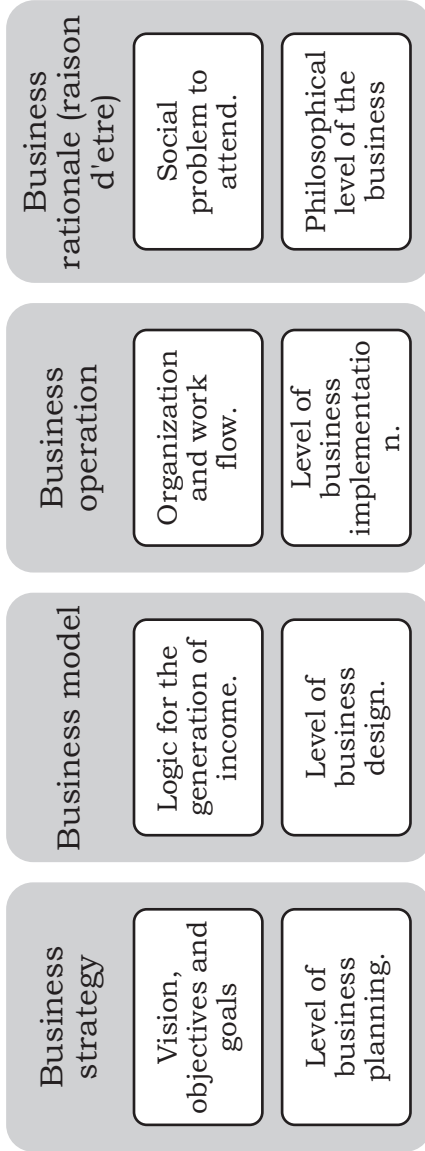 Business
strategy
Vision,
objectives and
goals
Level of
business
planning.
Business model
Logic for the
generation of
income.
Level of
business
design.
Business
operation
Organization
and work
flow.
Level of
business
implementatio
n.
Business
rationale (raison
d'etre)
Social
problem to
attend.
Philosophical
level of the
business